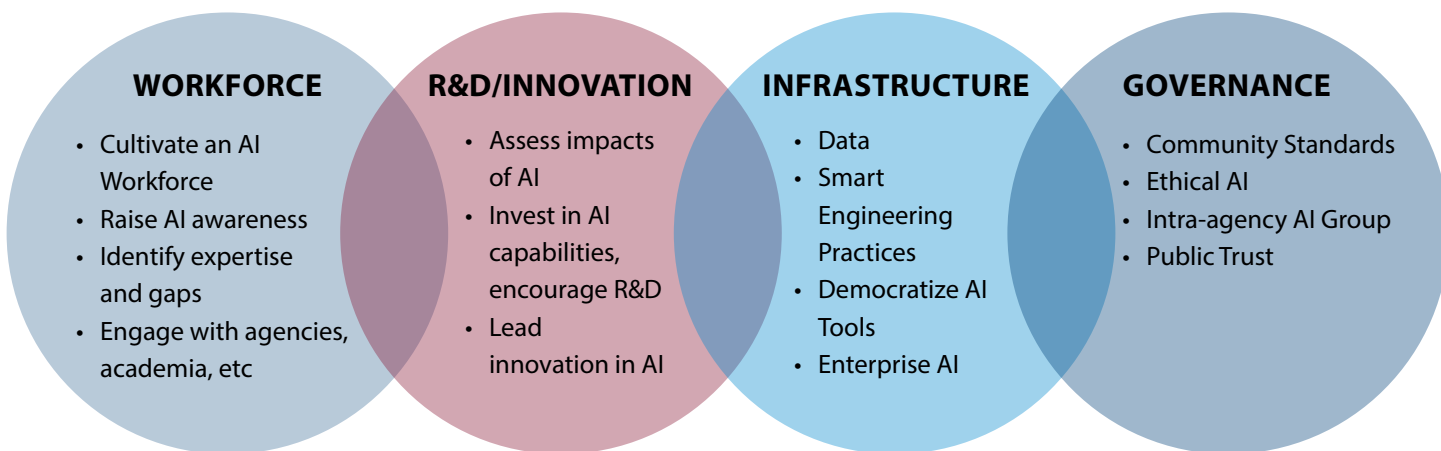 WORKFORCE
• Cultivate an AI
Workforce
• Raise AI awareness
• Identify expertise
and gaps
• Engage with agencies,
academia, etc
R&D/INNOVATION
• Assess impacts
of AI
• Invest in AI
capabilities,
encourage R&D
• Lead
innovation in AI
INFRASTRUCTURE
• Data
• Smart
Engineering
Practices
• Democratize AI
Tools
• Enterprise AI
GOVERNANCE
• Community Standards
• Ethical AI
• Intra-agency AI Group
• Public Trust